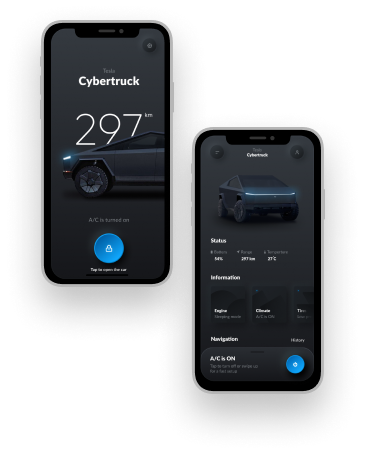 Tesla
Cybertruck
297 km
A/C is turned on
Tap to open the car
Tesla
Cybertruck
Status
Battery
Range
Temperature
54%
297 km
27°C
Information
Engine
Sleeping mode
Climate
A/C is ON
Navigation
History
A/C is ON
Tap to turn off or swipe up
for a fast setup